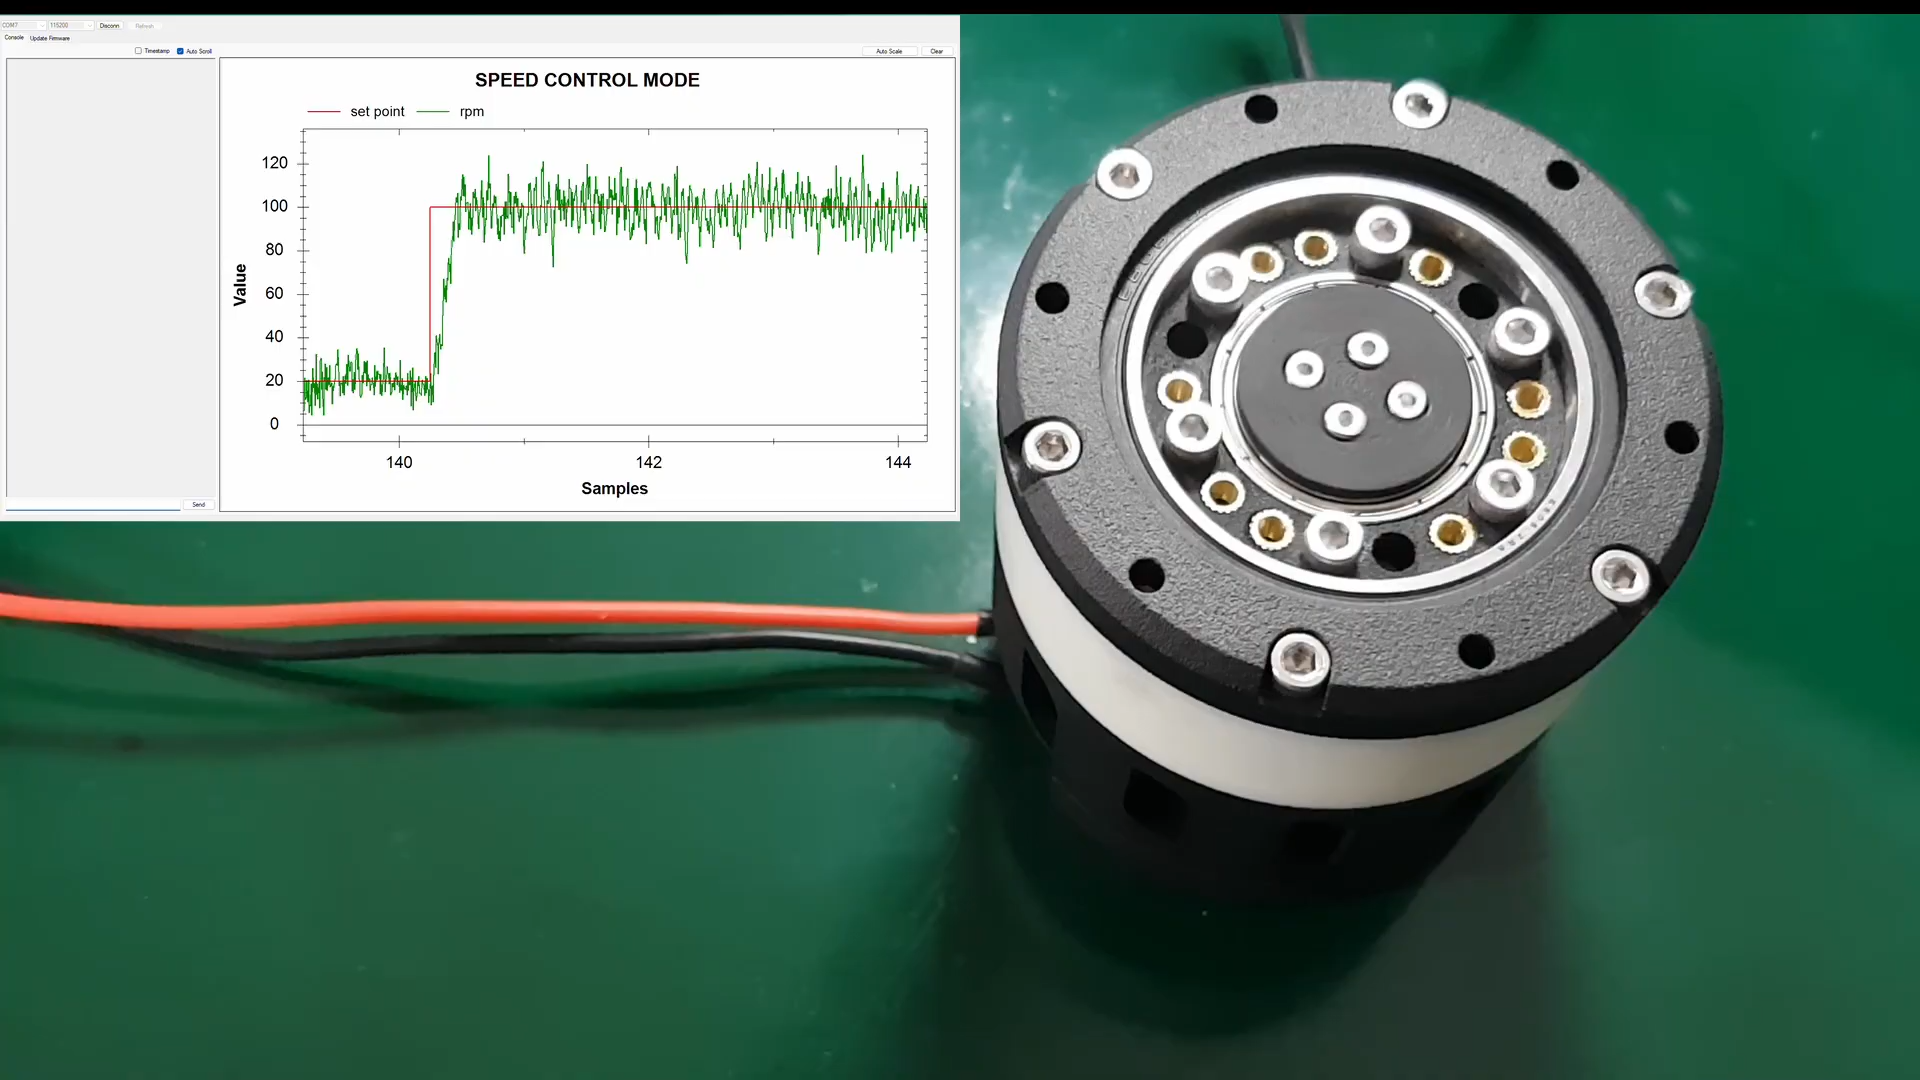 COM7 115200 Disconn Refresh
Console Update Firmware
Timestamp Auto Scroll Auto Scale Clear
SPEED CONTROL MODE
set point rpm
120
100
80
60
40
20
0
Value
140 142 144
Samples
Send